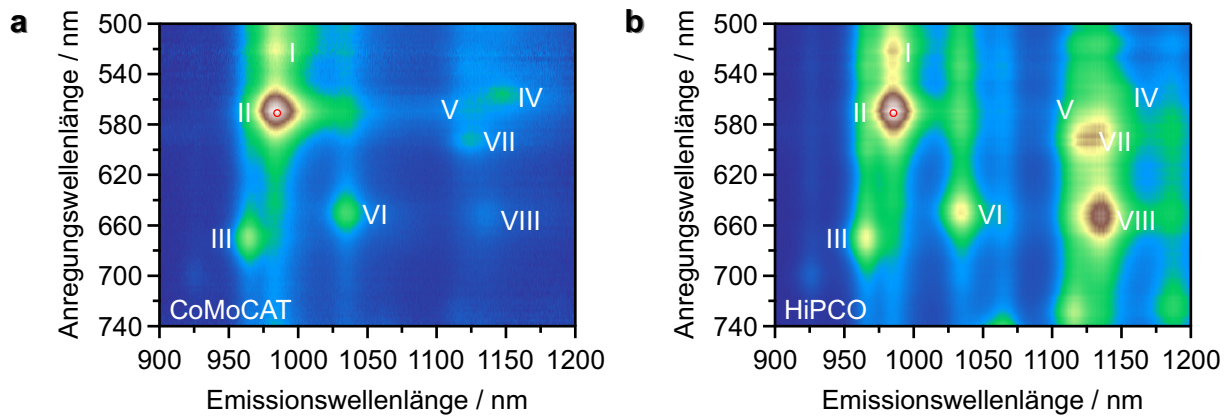 a
Anregungswellenlänge / nm
500
540
580
620
660
700
740
I
II
III
IV
V
VI
VII
VIII
CoMoCAT
900 950 1000 1050 1100 1150 1200
Emissionswellenlänge / nm
b
Anregungswellenlänge / nm
500
540
580
620
660
700
740
I
II
III
IV
V
VI
VII
VIII
HiPCO
900 950 1000 1050 1100 1150 1200
Emissionswellenlänge / nm